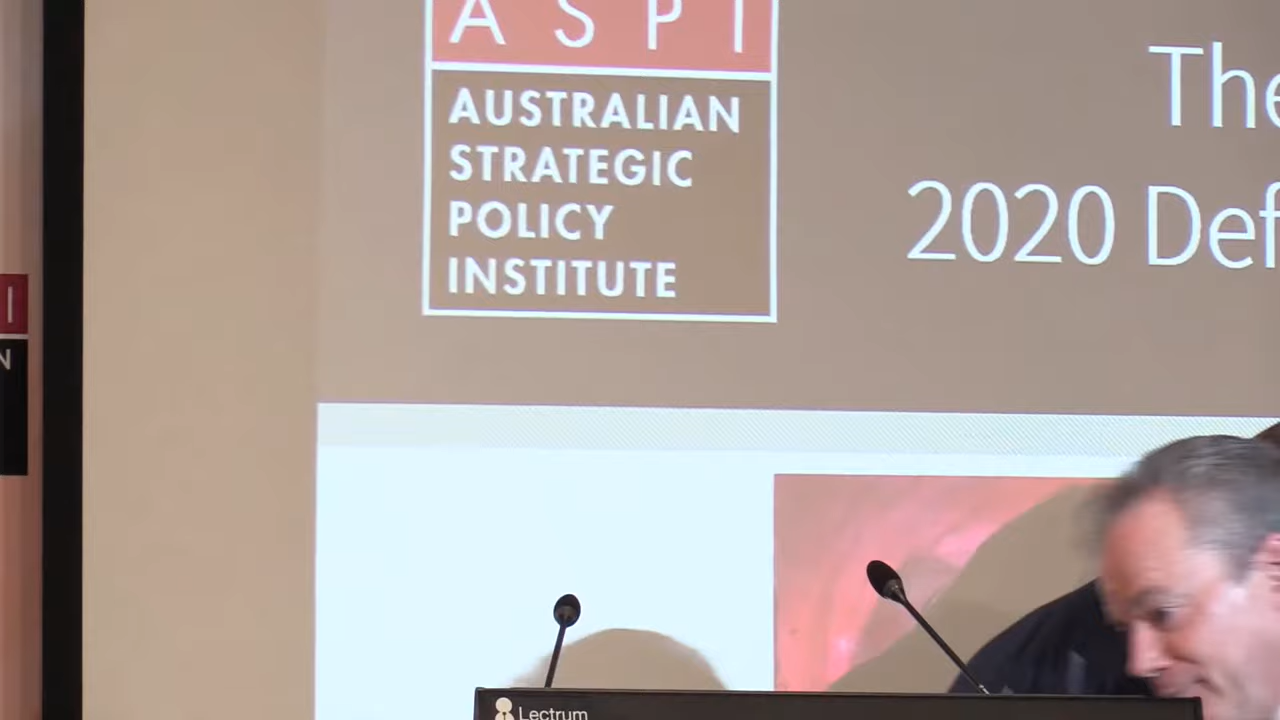 ASPI
AUSTRALIAN
STRATEGIC
POLICY
INSTITUTE
The
2020 Def
I
N
Lectrum